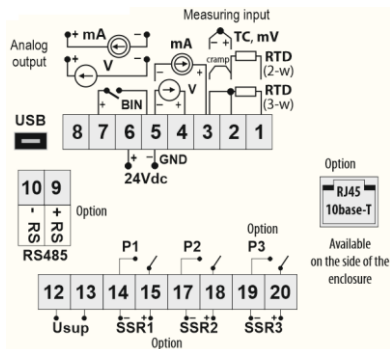 Measuring input
Analog output
+ mA −
+ V −
mA
− +
V
− +
TC, mV
− +
cramp
RTD
(2-w)
RTD
(3-w)
BIN
+ −
USB
8 7 6 5 4 3 2 1
+ − GND
24Vdc
10 9
- RS
+ RS
RS485
Option
Option
RJ45
10base-T
Available
on the side of the
enclosure
Option
P1 P2 P3
12 13 14 15 17 18 19 20
Usup
− +
SSR1
− +
SSR2
− +
SSR3
Option